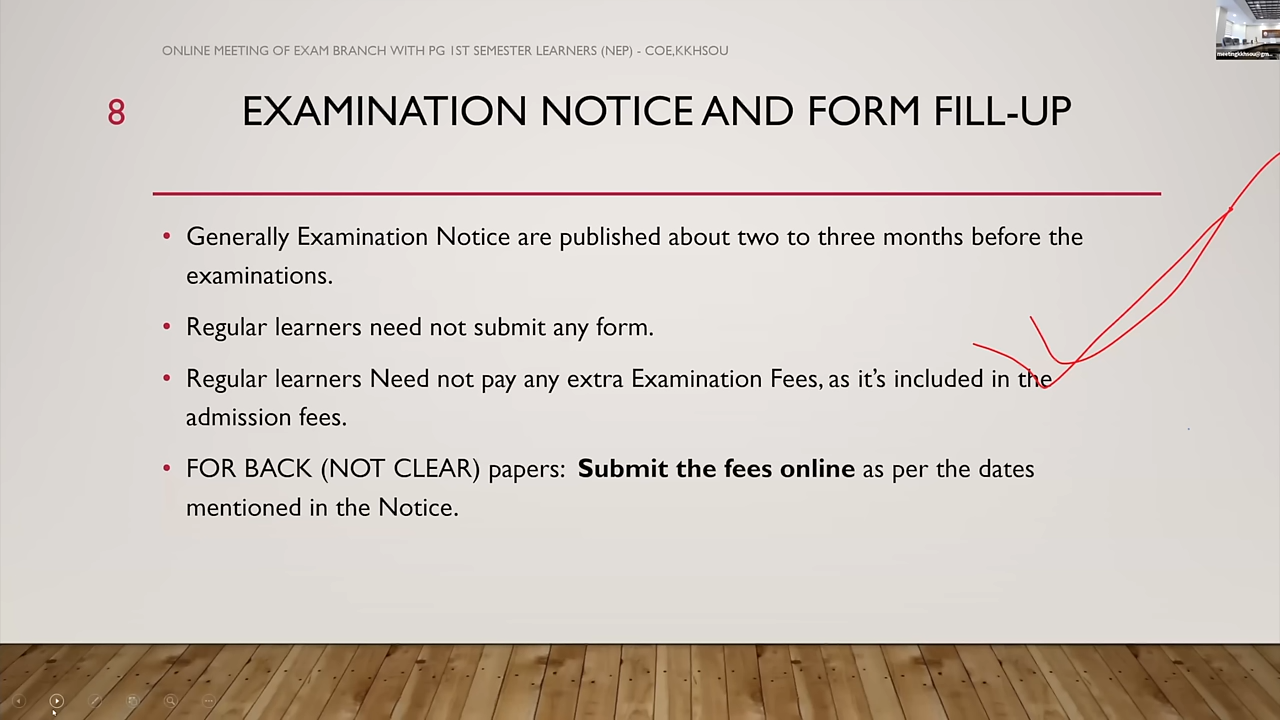 ONLINE MEETING OF EXAM BRANCH WITH PG 1ST SEMESTER LEARNERS (NEP) - COE,KKHSOU
meetingkkhsou@gm...
8 EXAMINATION NOTICE AND FORM FILL-UP
• Generally Examination Notice are published about two to three months before the
examinations.
• Regular learners need not submit any form.
• Regular learners Need not pay any extra Examination Fees, as it’s included in the
admission fees.
• FOR BACK (NOT CLEAR) papers: Submit the fees online as per the dates
mentioned in the Notice.